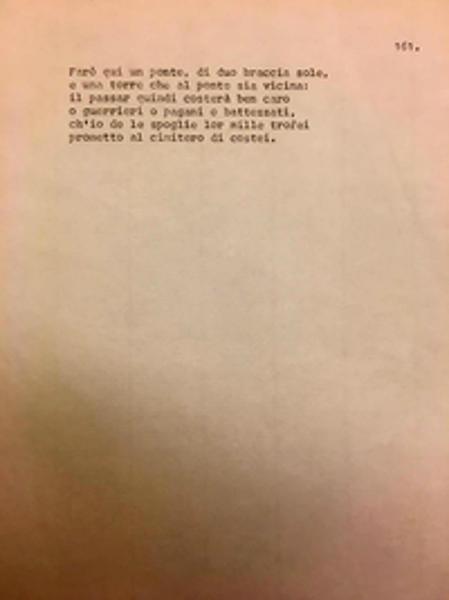 161.
Farò qui un ponte, di duo braccia sole,
e una torre che al ponte sia vicina:
il passar quindi costerà ben caro
o guerrieri o pagani e battezzati,
ch'io de le spoglie lor mille trofei
prometto al cimitero di costei.